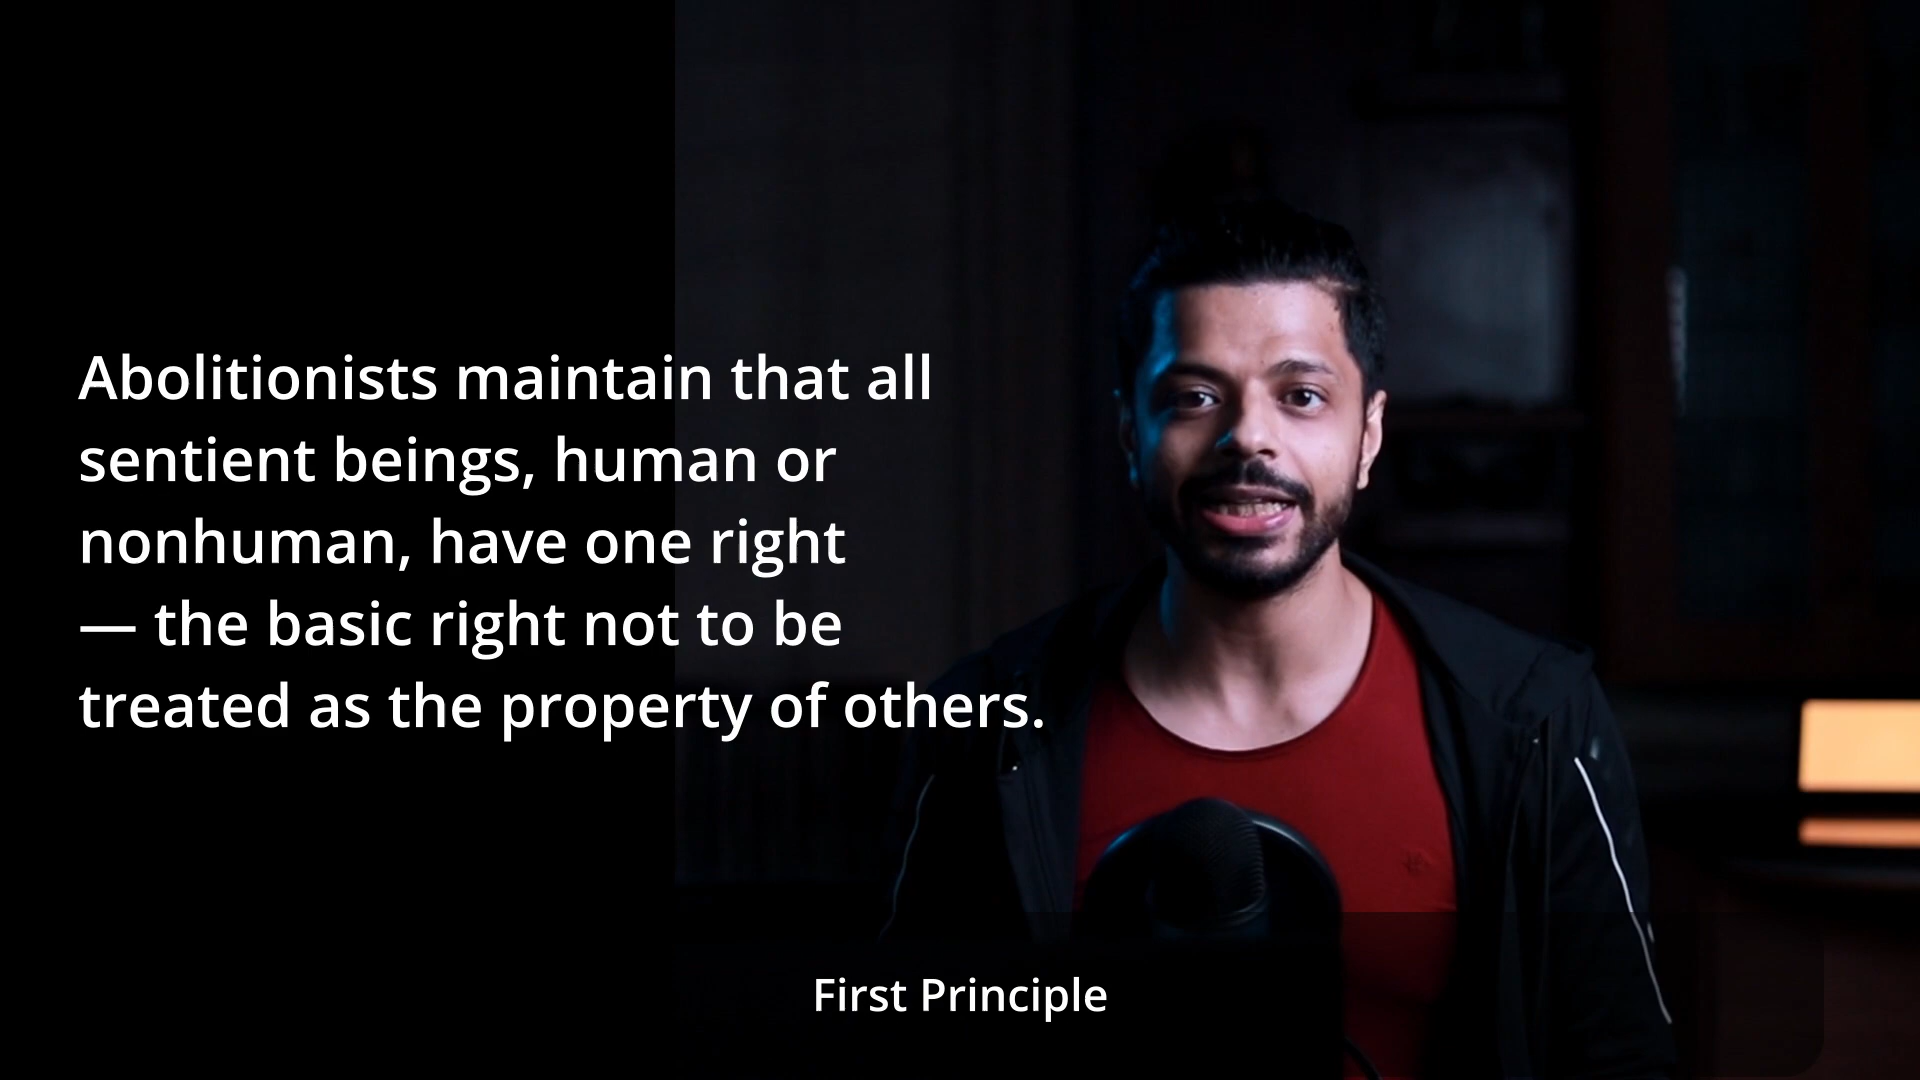 Abolitionists maintain that all
sentient beings, human or
nonhuman, have one right
— the basic right not to be
treated as the property of others.
First Principle